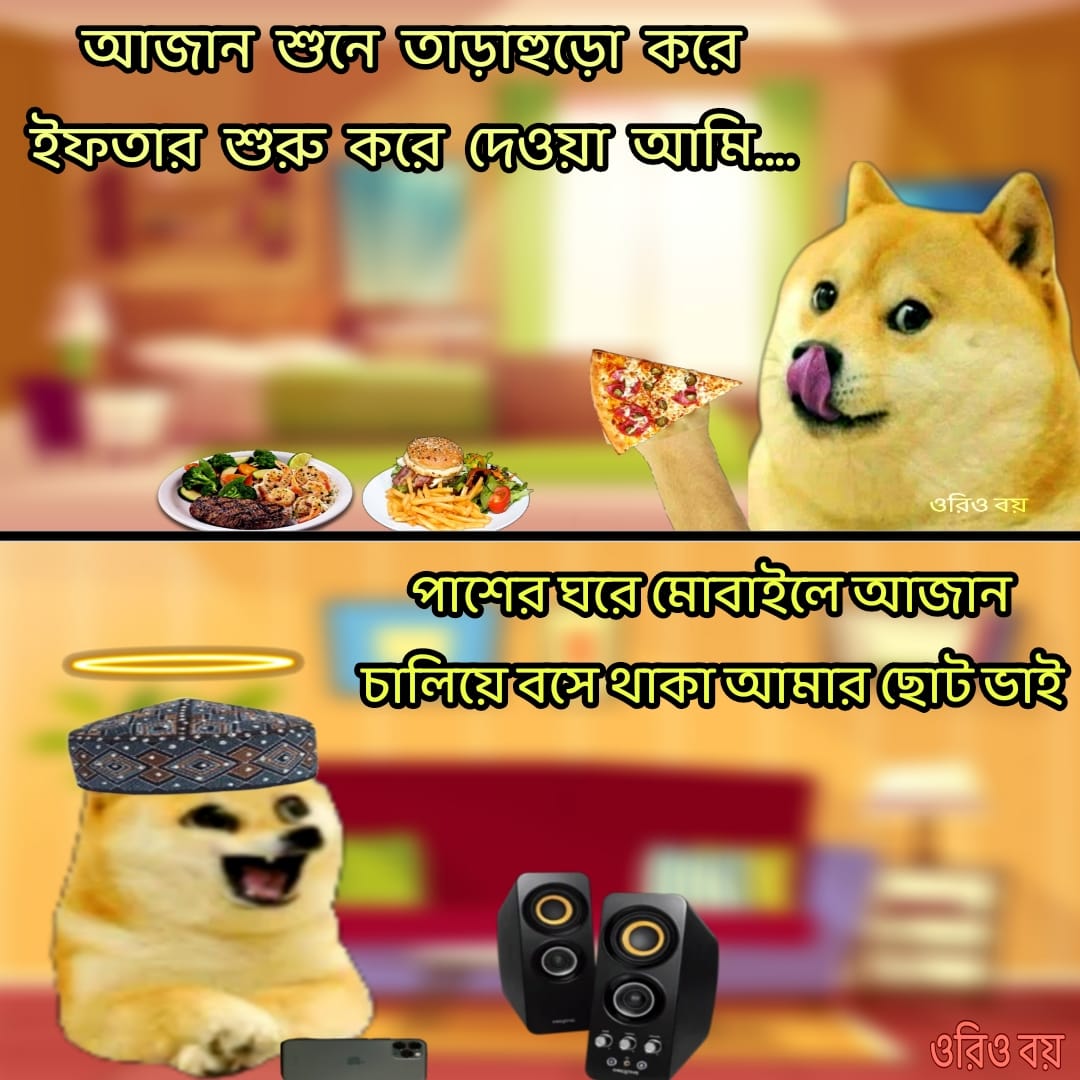 আজান শুনে তাড়াহুড়ো করে
ইফতার শুরু করে দেওয়া আমি....
ওরিও বয়
পাশের ঘরে মোবাইলে আজান
চালিয়ে বসে থাকা আমার ছোট ভাই
ওরিও বয়